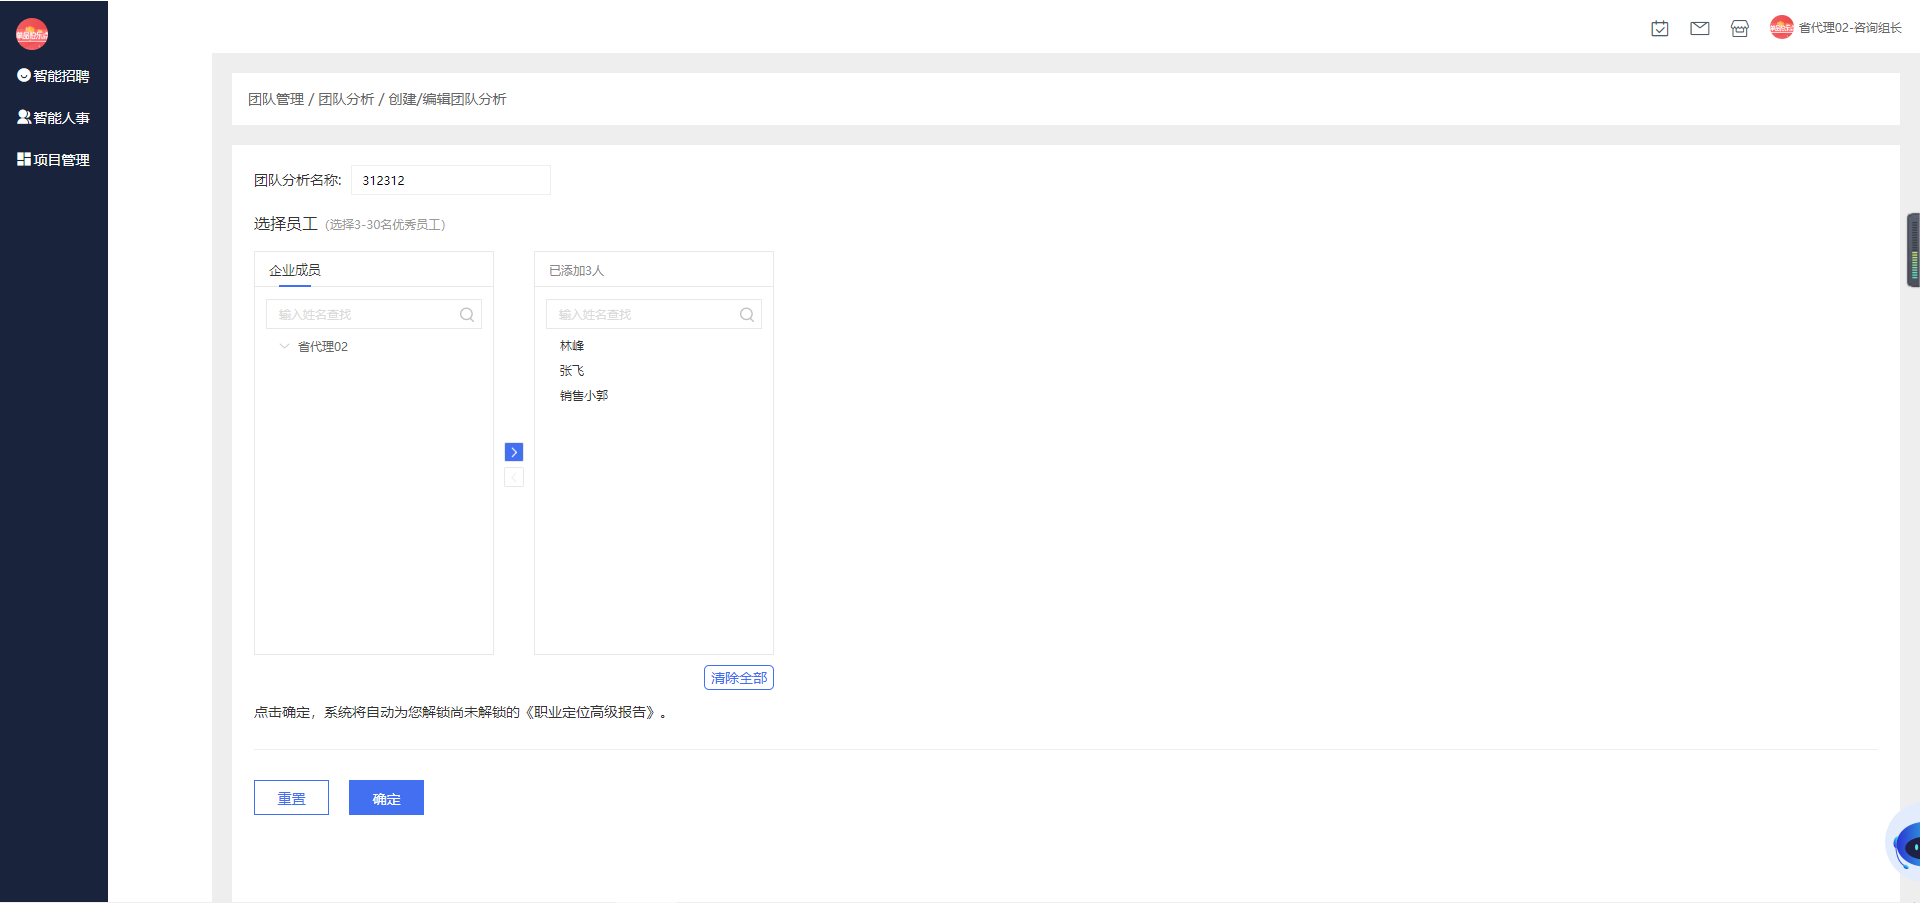 省代理02-咨询组长
智能招聘
智能人事
项目管理
团队管理 / 团队分析 / 创建/编辑团队分析
团队分析名称: 312312
选择员工 (选择3-30名优秀员工)
企业成员
输入姓名查找
省代理02
已添加3人
输入姓名查找
林峰
张飞
销售小郭
清除全部
点击确定，系统将自动为您解锁尚未解锁的《职业定位高级报告》。
重置 确定